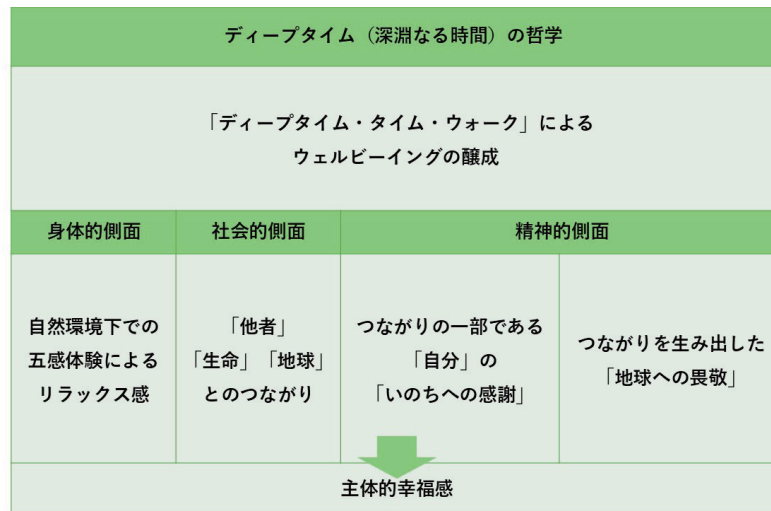 ディープタイム（深淵なる時間）の哲学
「ディープタイム・タイム・ウォーク」による
ウェルビーイングの醸成
身体的側面
社会的側面
精神的側面
自然環境下での
五感体験による
リラックス感
「他者」
「生命」「地球」
とのつながり
つながりの一部である
「自分」の
「いのちへの感謝」
つながりを生み出した
「地球への畏敬」
主体的幸福感